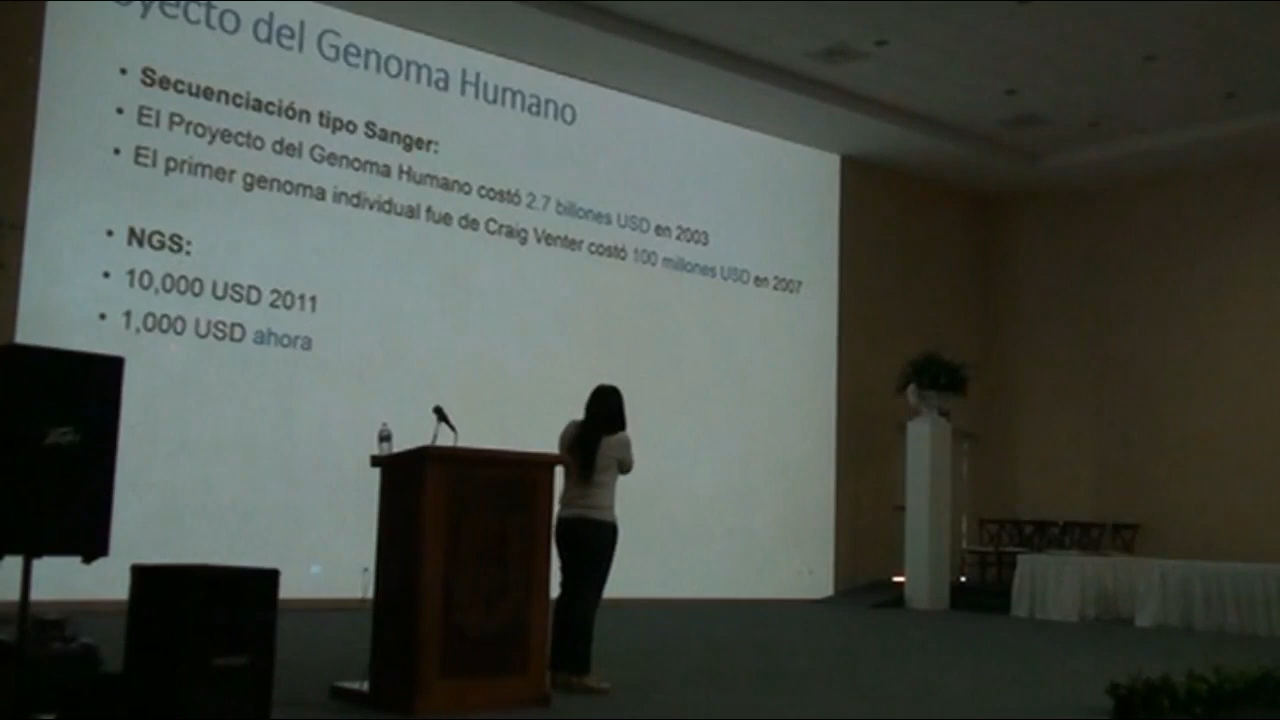 oyecto del Genoma Humano
• Secuenciación tipo Sanger:
• El Proyecto del Genoma Humano costó 2.7 billones USD en 2003
• El primer genoma individual fue de Craig Venter costó 100 millones USD en 2007
• NGS:
• 10,000 USD 2011
• 1,000 USD ahora